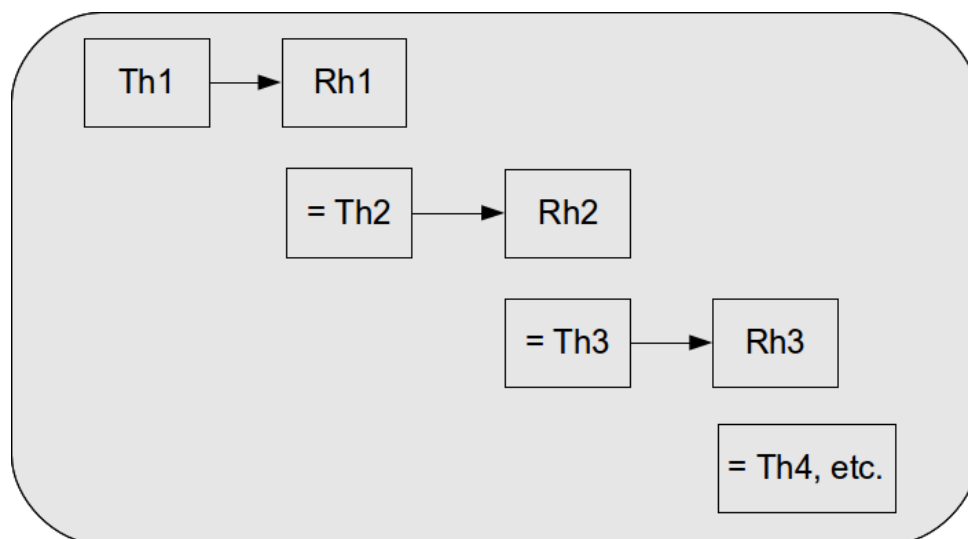 Th1 Rh1
= Th2 Rh2
= Th3 Rh3
= Th4, etc.